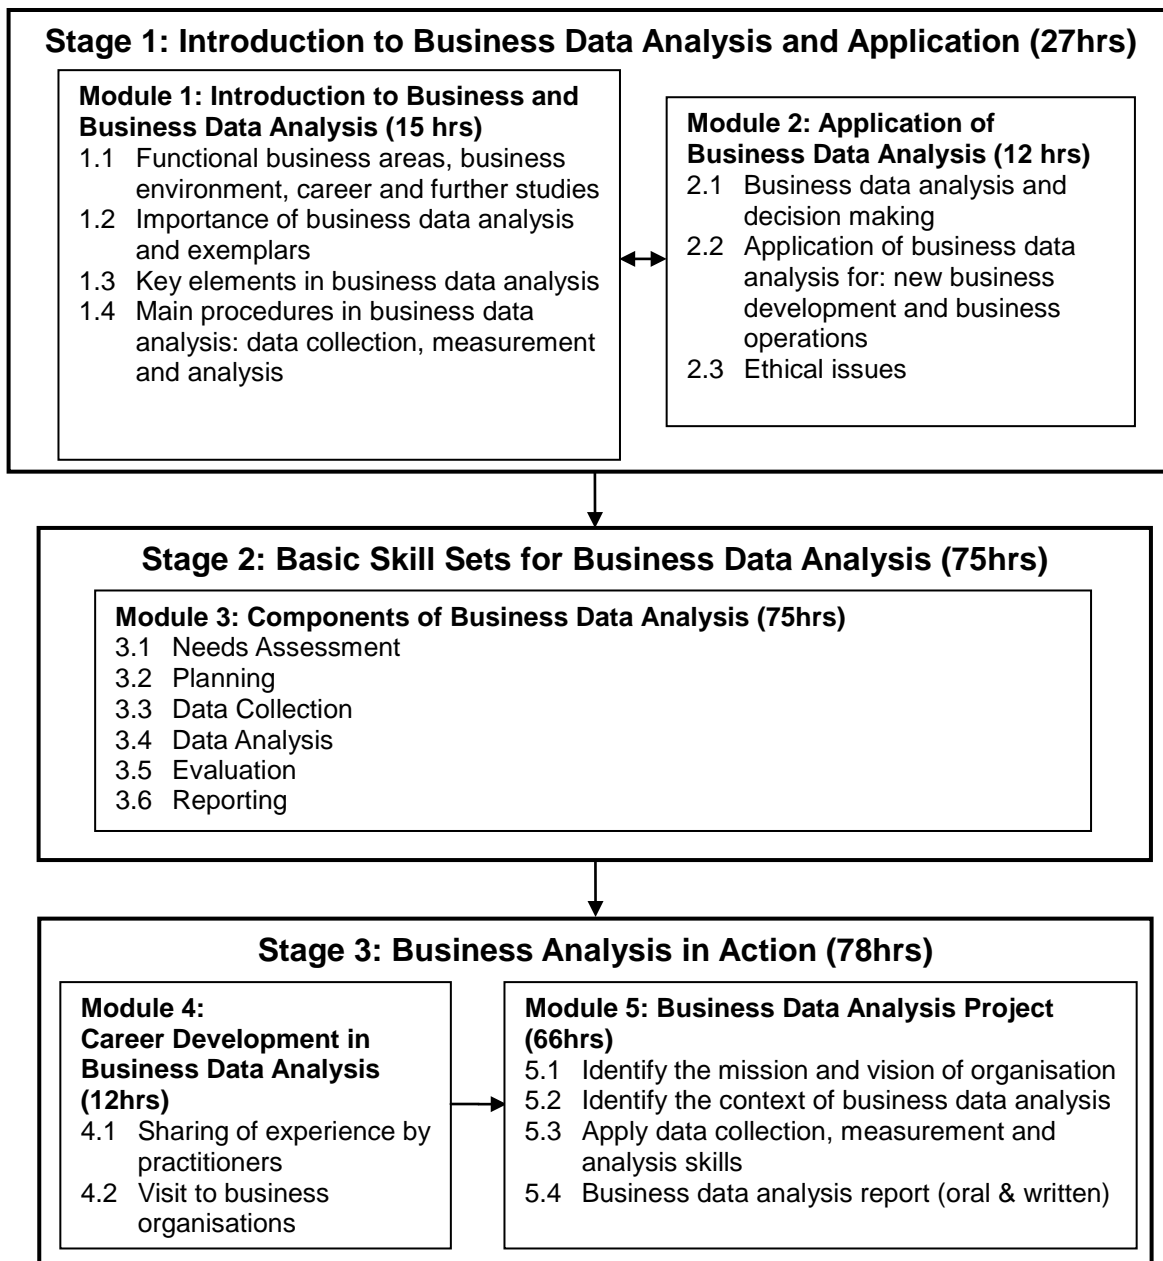 Stage 1: Introduction to Business Data Analysis and Application (27hrs)
Module 1: Introduction to Business and
Business Data Analysis (15 hrs)
1.1 Functional business areas, business
environment, career and further studies
1.2 Importance of business data analysis
and exemplars
1.3 Key elements in business data analysis
1.4 Main procedures in business data
analysis: data collection, measurement
and analysis
Module 2: Application of
Business Data Analysis (12 hrs)
2.1 Business data analysis and
decision making
2.2 Application of business data
analysis for: new business
development and business
operations
2.3 Ethical issues
Stage 2: Basic Skill Sets for Business Data Analysis (75hrs)
Module 3: Components of Business Data Analysis (75hrs)
3.1 Needs Assessment
3.2 Planning
3.3 Data Collection
3.4 Data Analysis
3.5 Evaluation
3.6 Reporting
Stage 3: Business Analysis in Action (78hrs)
Module 4:
Career Development in
Business Data Analysis
(12hrs)
4.1 Sharing of experience by
practitioners
4.2 Visit to business
organisations
Module 5: Business Data Analysis Project
(66hrs)
5.1 Identify the mission and vision of organisation
5.2 Identify the context of business data analysis
5.3 Apply data collection, measurement and
analysis skills
5.4 Business data analysis report (oral & written)